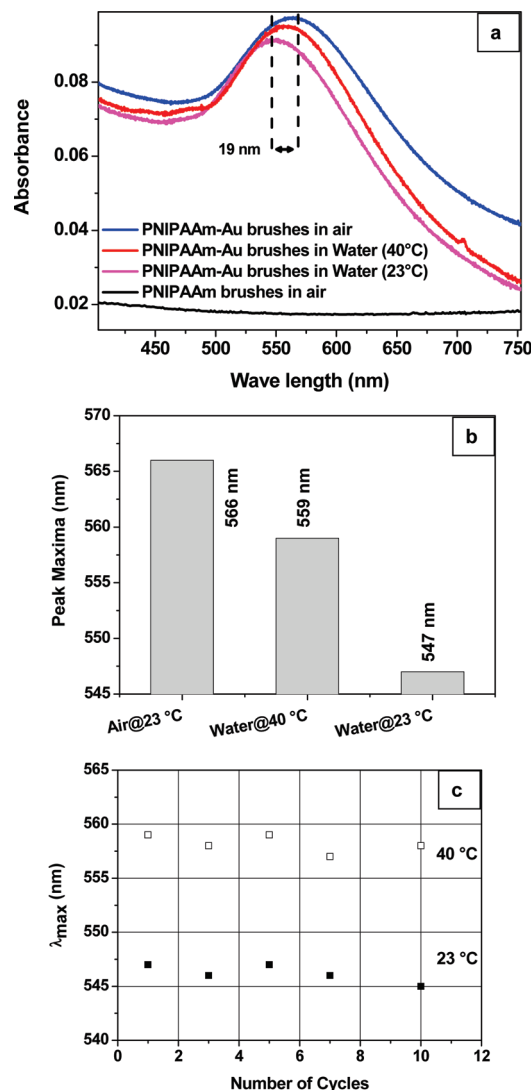 a
0.08
0.06
0.04
0.02
Absorbance
19 nm
PNIPAAm-Au brushes in air
PNIPAAm-Au brushes in Water (40°C)
PNIPAAm-Au brushes in Water (23°C)
PNIPAAm brushes in air
450 500 550 600 650 700 750
Wave length (nm)
b
570
565
560
555
550
545
Peak Maxima (nm)
566 nm
559 nm
547 nm
Air@23 °C Water@40 °C Water@23 °C
c
565
560
555
550
545
540
λmax (nm)
40 °C
23 °C
0 2 4 6 8 10 12
Number of Cycles